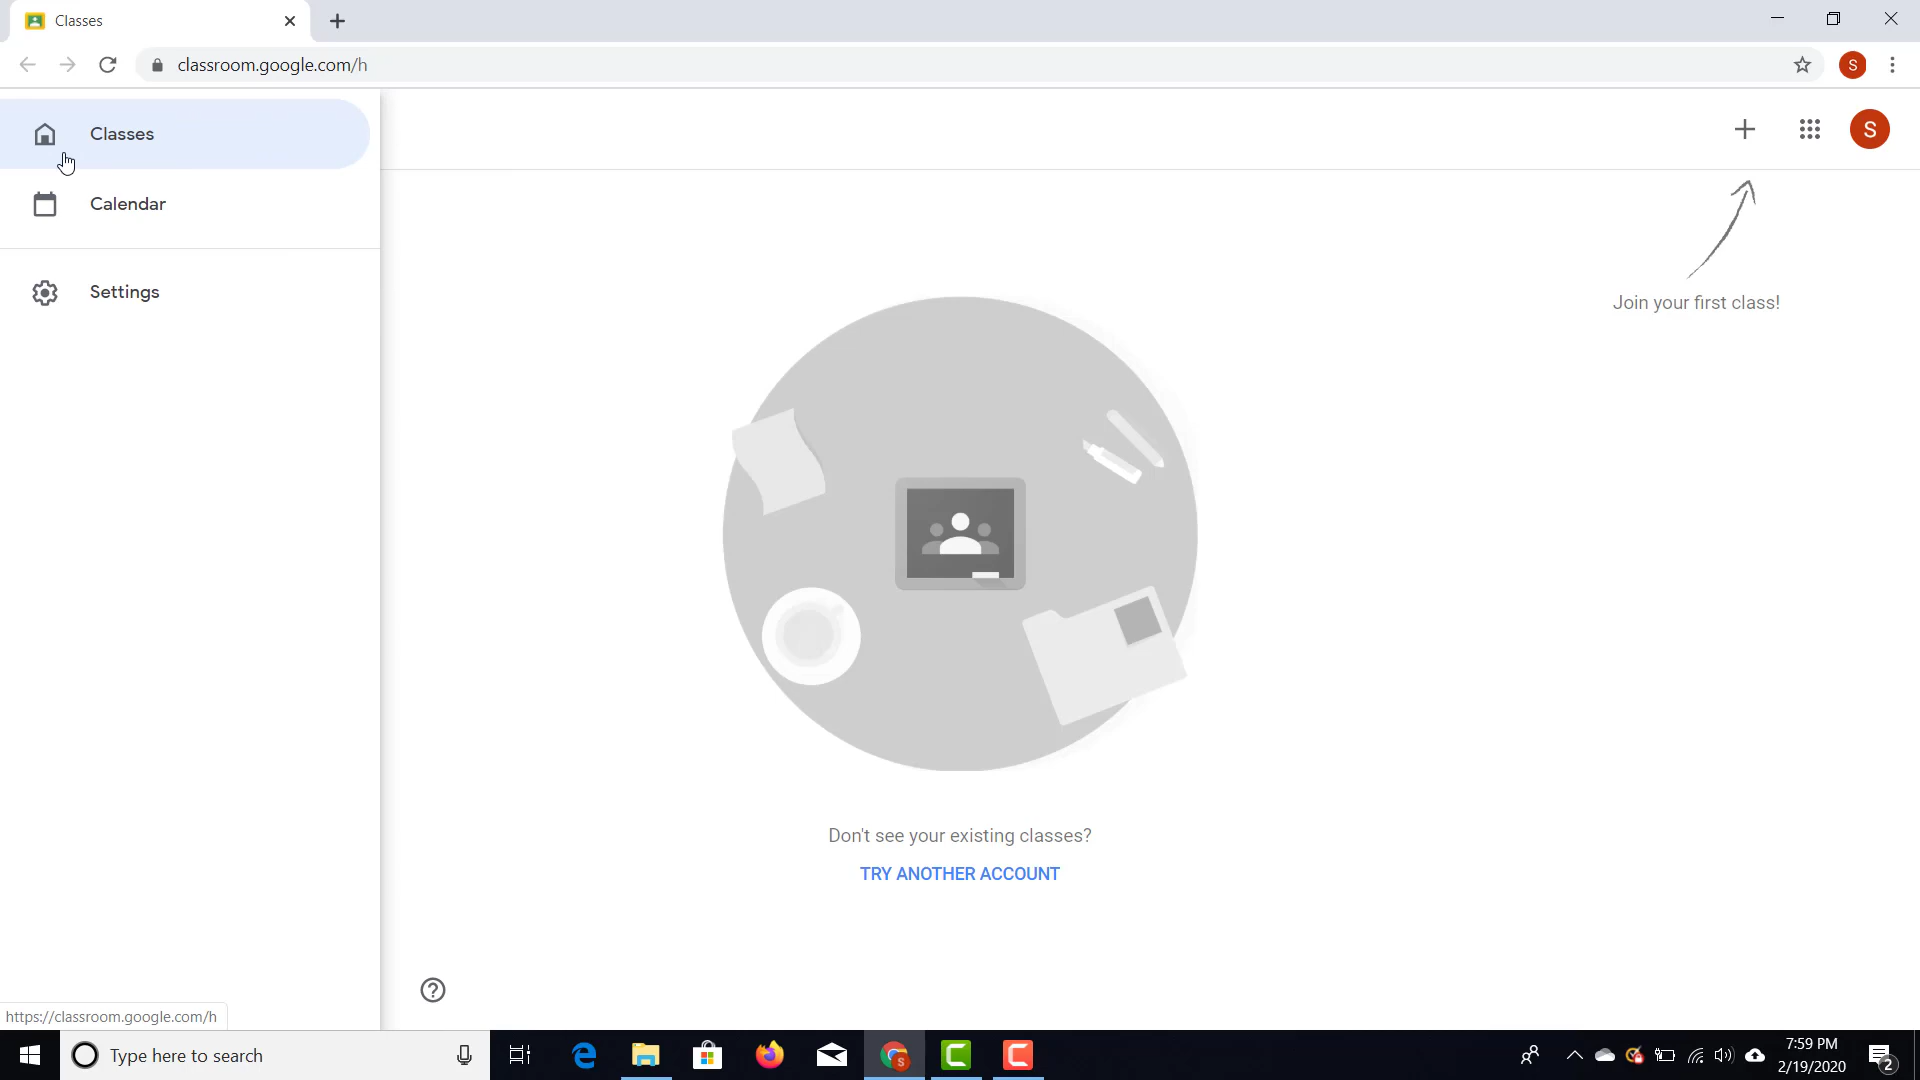 Classes
classroom.google.com/h
S
Classes
S
Calendar
Settings
Join your first class!
Don't see your existing classes?
TRY ANOTHER ACCOUNT
https://classroom.google.com/h
Type here to search
S
7:59 PM
2/19/2020
2